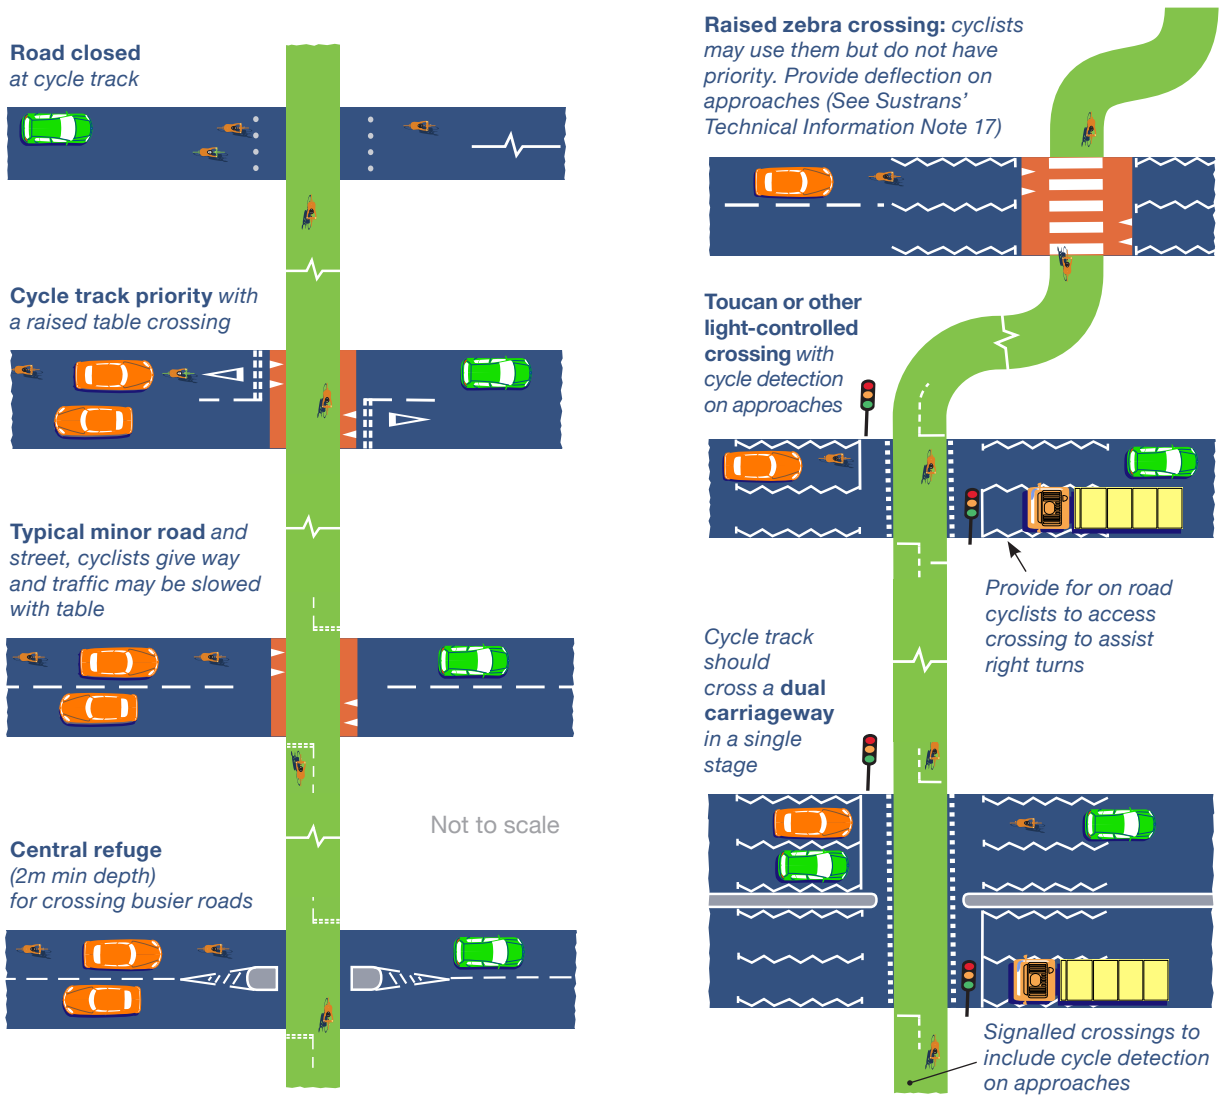 Road closed
at cycle track
Cycle track priority with
a raised table crossing
Typical minor road and
street, cyclists give way
and traffic may be slowed
with table
Not to scale
Central refuge
(2m min depth)
for crossing busier roads
Raised zebra crossing: cyclists
may use them but do not have
priority. Provide deflection on
approaches (See Sustrans’
Technical Information Note 17)
Toucan or other
light-controlled
crossing with
cycle detection
on approaches
Provide for on road
cyclists to access
crossing to assist
right turns
Cycle track
should
cross a dual
carriageway
in a single
stage
Signalled crossings to
include cycle detection
on approaches